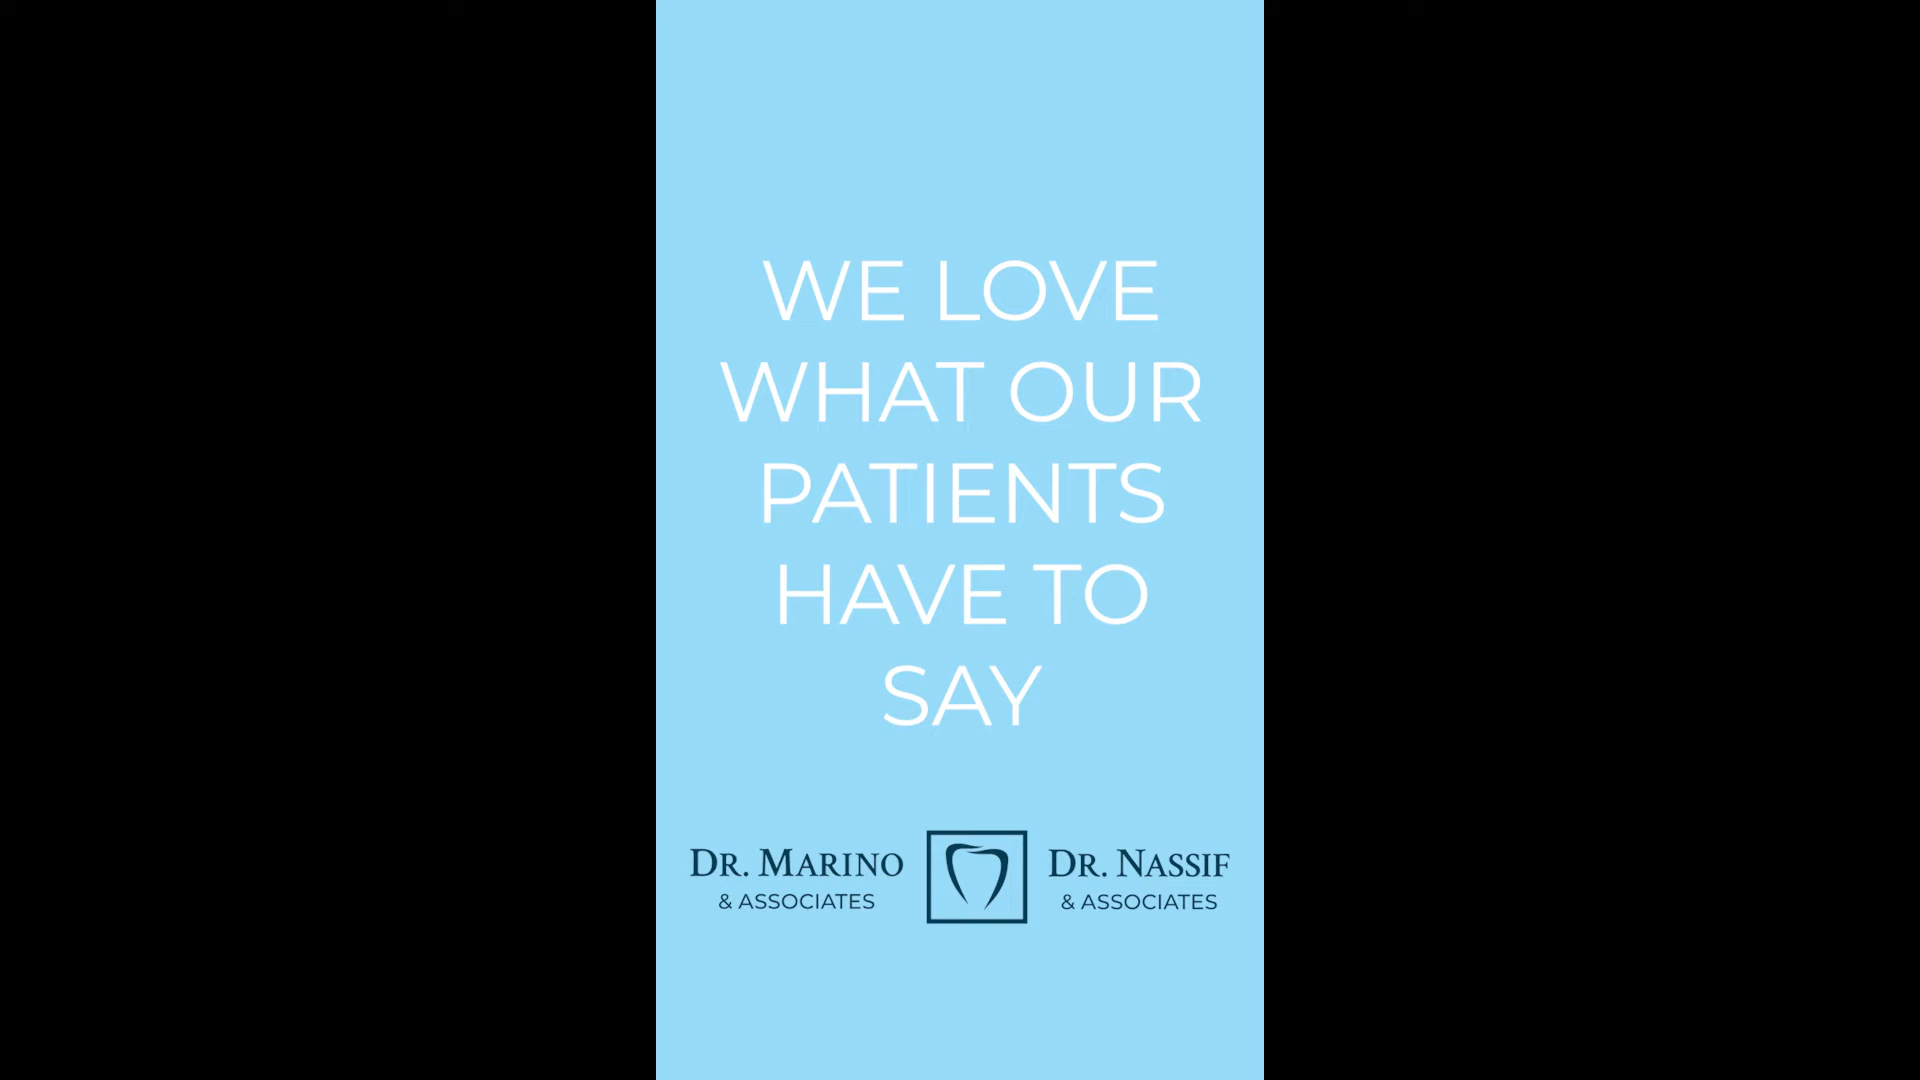 WE LOVE
WHAT OUR
PATIENTS
HAVE TO
SAY
DR. MARINO
& ASSOCIATES
DR. NASSIF
& ASSOCIATES